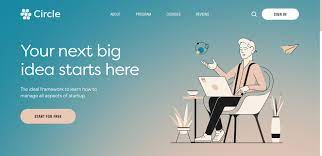 Circle
ABOUT
PROGRAMA
COURSES
REVIEWS
SIGN IN
Your next big
idea starts here
The ideal framework to learn how to
manage all aspects of startup.
START FOR FREE